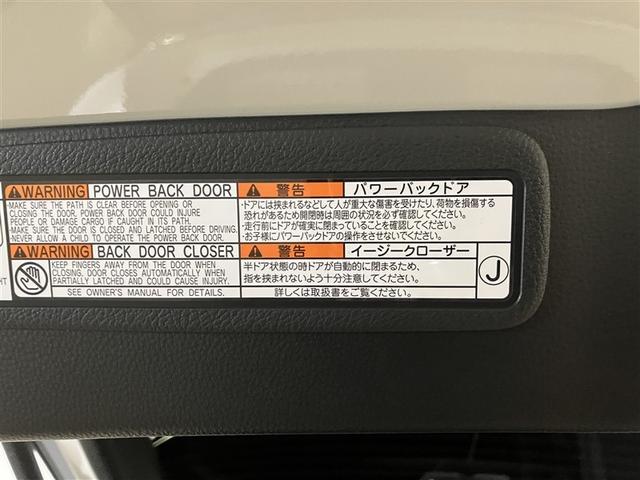 WARNING POWER BACK DOOR
-MAKE SURE THE PATH IS CLEAR BEFORE OPENING OR
CLOSING THE DOOR. POWER BACK DOOR COULD INJURE
PEOPLE OR DAMAGE CARGO IF CAUGHT IN ITS PATH.
-MAKE SURE DOOR IS CLOSED AND LATCHED BEFORE DRIVING.
-NEVER ALLOW A CHILD TO OPERATE THE POWER BACK DOOR.
WARNING BACK DOOR CLOSER
KEEP FINGERS AWAY FROM THE DOOR WHEN
CLOSING. DOOR CLOSES AUTOMATICALLY WHEN
PARTIALLY LATCHED AND COULD CAUSE INJURY.
SEE OWNER'S MANUAL FOR DETAILS.
警告 パワーバックドア
・ドアには挟まれるなどして人が重大な傷害を受けたり、荷物を損傷する
恐れがあるため開閉時は周囲の状況を必ず確認してください。
・走行前にドアが確実に閉まっていることを確認してください。
・お子様にパワーバックドアの操作をさせないでください。
警告 イージークローザー
半ドア状態の時ドアが自動的に閉まるため、
指を挟まれないよう十分注意してください。
詳しくは取扱書をご覧ください。
J
HT